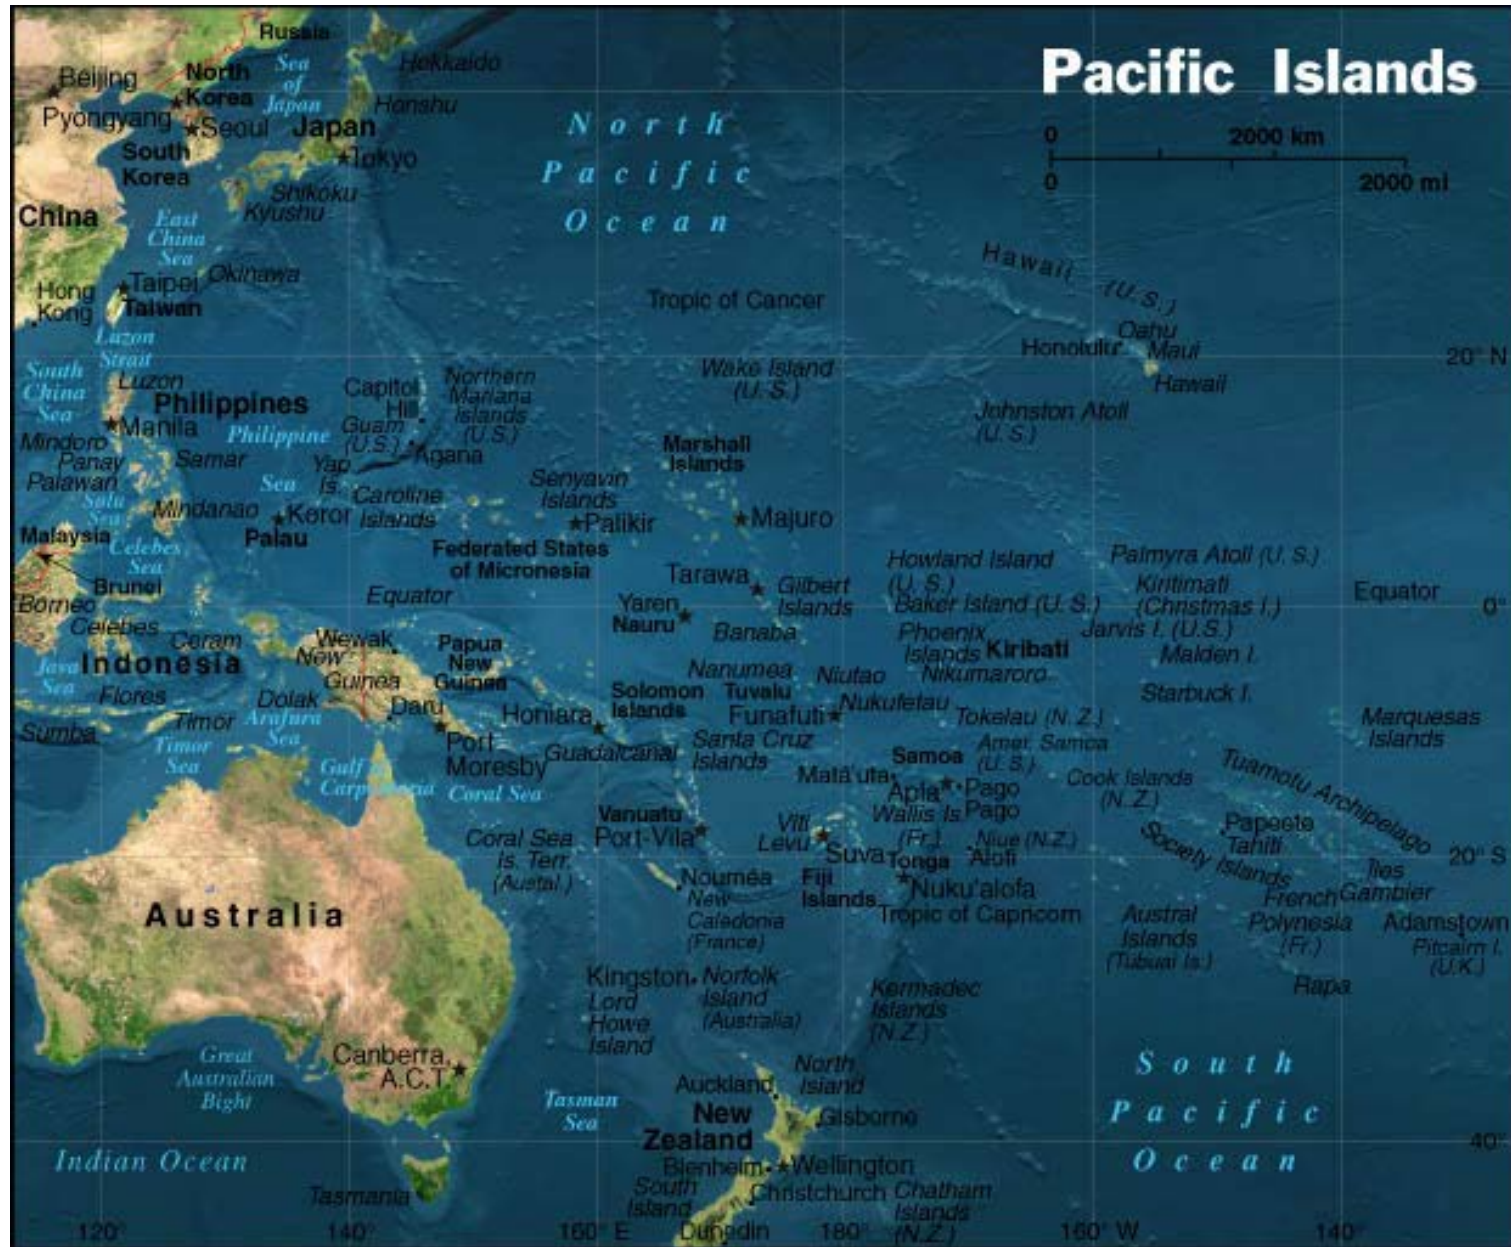 Pacific Islands
0 2000 km
0 2000 mi
Russia
Sea
of
Japan
Hokkaido
Beijing
North
Korea
Pyongyang
Honshu
Seoul
Japan
South
Korea
Tokyo
Shikoku
Kyushu
China
East
China
Sea
North
Pacific
Ocean
Okinawa
Taipei
Taiwan
Hong
Kong
Luzon
Strait
Tropic of Cancer
Hawaii (U.S.)
Oahu
Honolulu
Maui
Hawaii
20° N
South
China
Sea
Luzon
Philippines
Manila
Philippine
Sea
Mindoro
Panay
Palawan
Samar
Sulu
Mindanao
Capitol
Hill
Guam
(U.S.)
Northern
Mariana
Islands
(U.S.)
Agana
Yap
Is.
Caroline
Islands
Wake Island
(U. S.)
Johnston Atoll
(U. S.)
Marshall
Islands
Senyavin
Islands
Palikir
Majuro
Keror
Palau
Federated States
of Micronesia
Malaysia
Brunei
Celebes
Sea
Borneo
Celebes
Ceram
Equator
Tarawa
Gilbert
Islands
Yaren
Nauru
Banaba
Howland Island
(U. S.)
Baker Island (U. S.)
Palmyra Atoll (U. S.)
Kiritimati
(Christmas I.)
Equator
0°
Jarvis I. (U.S.)
Phoenix
Islands
Kiribati
Malden I.
Nikumaroro
Starbuck I.
Java
Sea
Indonesia
Flores
Sumba
Timor
Timor
Sea
Dolak
Arafura
Sea
Wewak
New
Guinea
Papua
New
Guinea
Daru
Port
Moresby
Gulf
Carpentaria
Coral Sea
Solomon
Islands
Honiara
Guadalcanal
Nanumea
Tuvalu
Niutao
Nukufetau
Funafuti
Santa Cruz
Islands
Tokelau (N. Z.)
Samoa
Amer. Samoa
(U. S.)
Matā'utu
Apia
Pago
Pago
Wallis Is.
(Fr.)
Niue (N.Z.)
Alofi
Cook Islands
(N. Z.)
Marquesas
Islands
Tuamotu Archipelago
Papeete
Tahiti
Society Islands
20° S
Îles
Gambier
French
Polynesia
(Fr.)
Adamstown
Pitcairn I.
(U.K.)
Rapa
Austral
Islands
(Tubuai Is.)
Vanuatu
Port-Vila
Viti
Levu
Suva
Fiji
Islands
Tonga
Nuku'alofa
Tropic of Capricorn
Coral Sea
Is. Terr.
(Austal.)
Nouméa
New
Caledonia
(France)
Australia
Kingston
Norfolk
Island
(Australia)
Lord
Howe
Island
Kermadec
Islands
(N.Z.)
Great
Australian
Bight
Canberra,
A.C.T
Tasman
Sea
Auckland
North
Island
New
Zealand
Gisborne
Blenheim
Wellington
South
Island
Christchurch
Dunedin
Chatham
Islands
(N.Z.)
South
Pacific
Ocean
40°
Indian Ocean
Tasmania
120° 140° 160° E 180° 160° W 140°